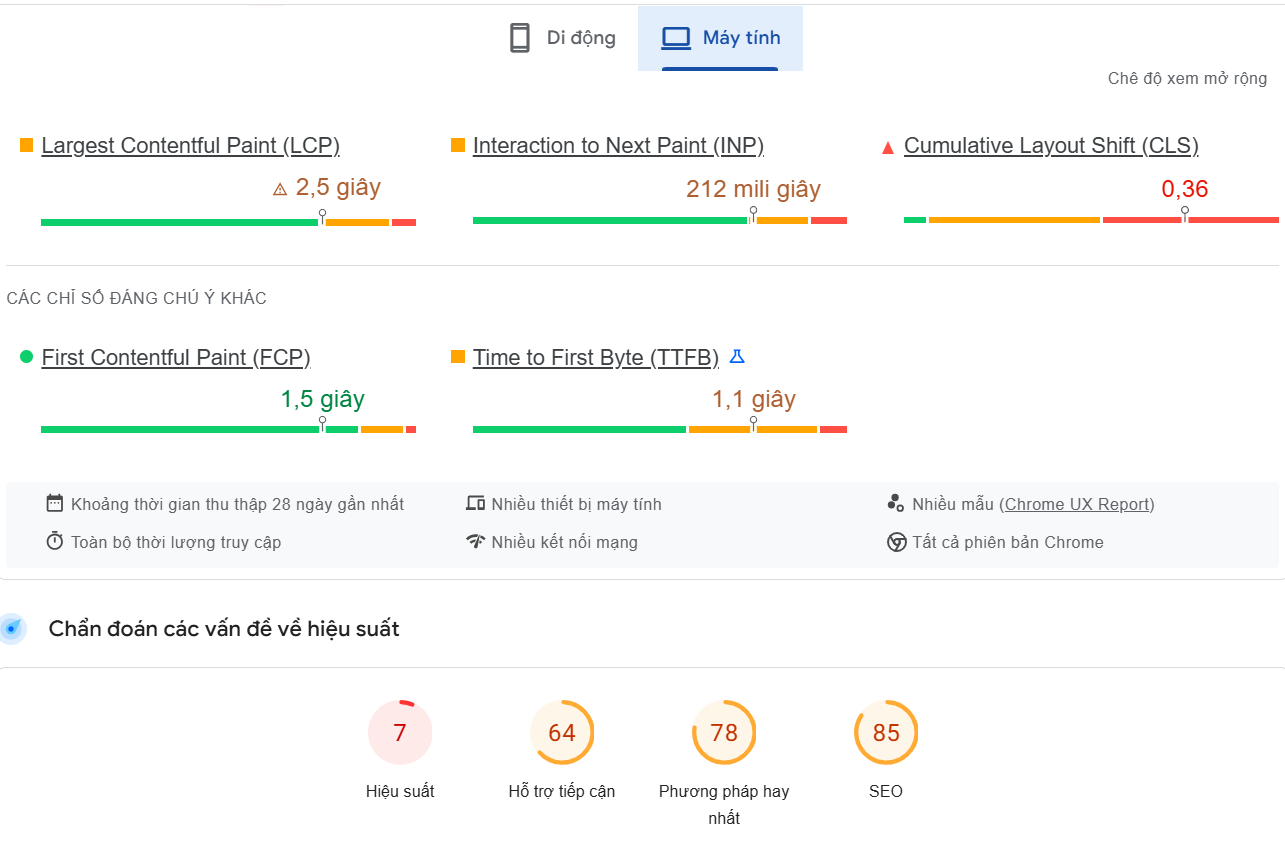 Di động
Máy tính
Chế độ xem mở rộng
Largest Contentful Paint (LCP)
2,5 giây
Interaction to Next Paint (INP)
212 mili giây
Cumulative Layout Shift (CLS)
0,36
CÁC CHỈ SỐ ĐÁNG CHÚ Ý KHÁC
First Contentful Paint (FCP)
1,5 giây
Time to First Byte (TTFB)
1,1 giây
Khoảng thời gian thu thập 28 ngày gần nhất
Nhiều thiết bị máy tính
Nhiều mẫu (Chrome UX Report)
Toàn bộ thời lượng truy cập
Nhiều kết nối mạng
Tất cả phiên bản Chrome
Chẩn đoán các vấn đề về hiệu suất
7
Hiệu suất
64
Hỗ trợ tiếp cận
78
Phương pháp hay
nhất
85
SEO